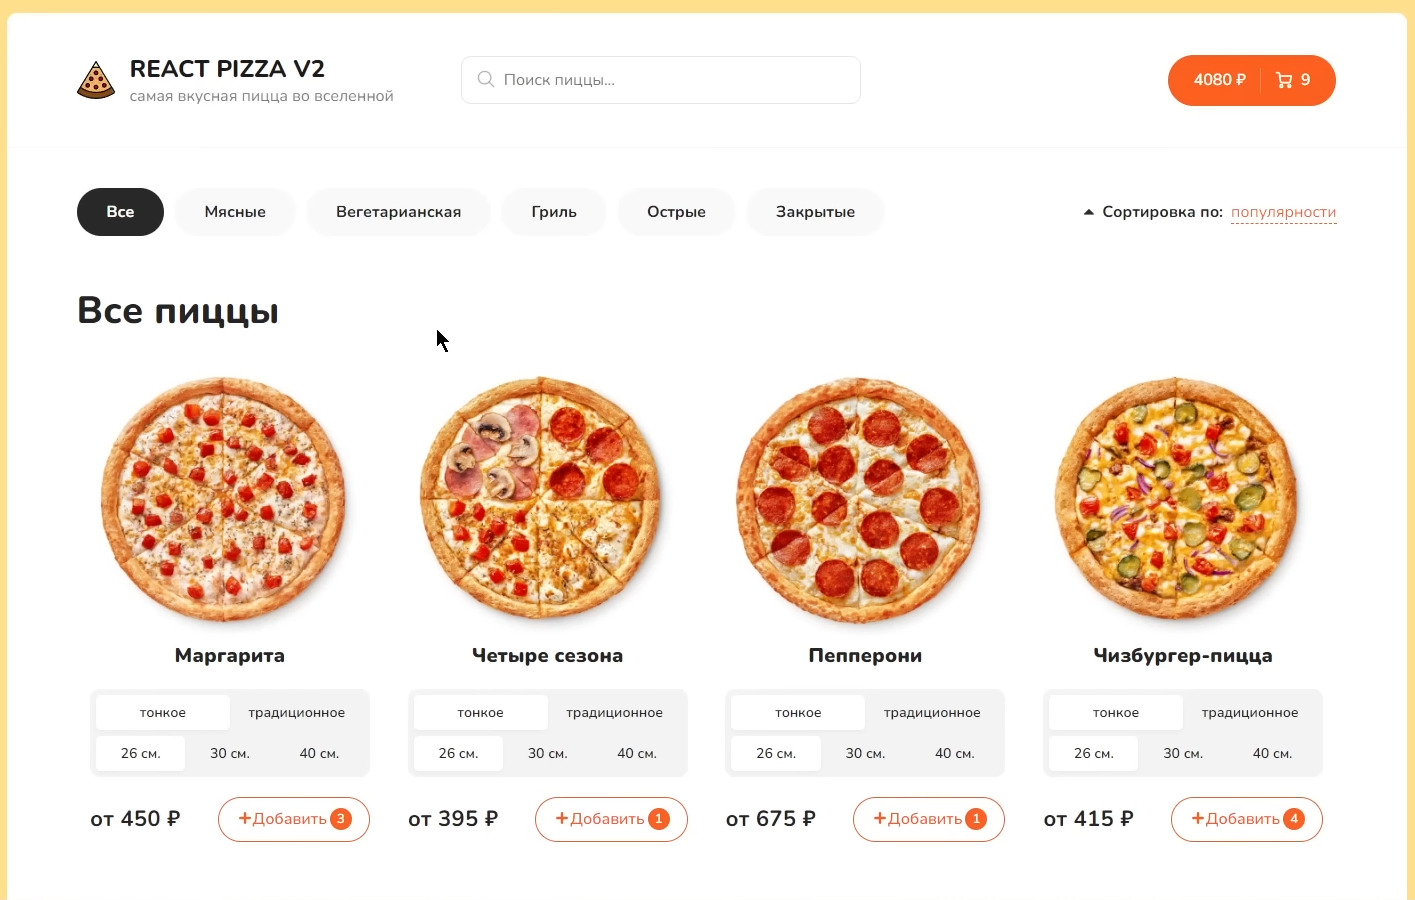 REACT PIZZA V2
самая вкусная пицца во вселенной
Поиск пиццы...
4080 ₽ 9
Все Мясные Вегетарианская Гриль Острые Закрытые
Сортировка по: популярности
Все пиццы
Маргарита Четыре сезона Пепперони Чизбургер-пицца
тонкое традиционное тонкое традиционное тонкое традиционное тонкое традиционное
26 см. 30 см. 40 см. 26 см. 30 см. 40 см. 26 см. 30 см. 40 см. 26 см. 30 см. 40 см.
от 450 ₽ +Добавить 3 от 395 ₽ +Добавить 1 от 675 ₽ +Добавить 1 от 415 ₽ +Добавить 4